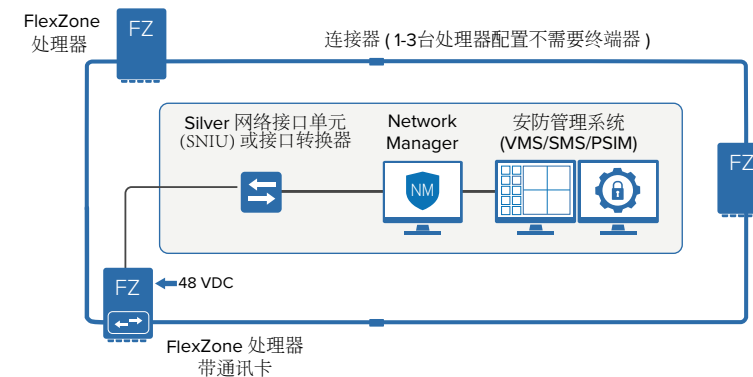 FlexZone
处理器
FZ
连接器 ( 1-3台处理器配置不需要终端器 )
Silver 网络接口单元
(SNIU) 或接口转换器
Network
Manager
安防管理系统
(VMS/SMS/PSIM)
NM
FZ
FZ
48 VDC
FlexZone 处理器
带通讯卡